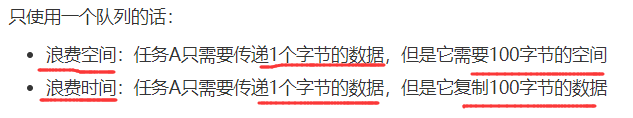 只使用一个队列的话：
• 浪费空间：任务A只需要传递1个字节的数据，但是它需要100字节的空间
• 浪费时间：任务A只需要传递1个字节的数据，但是它复制100字节的数据